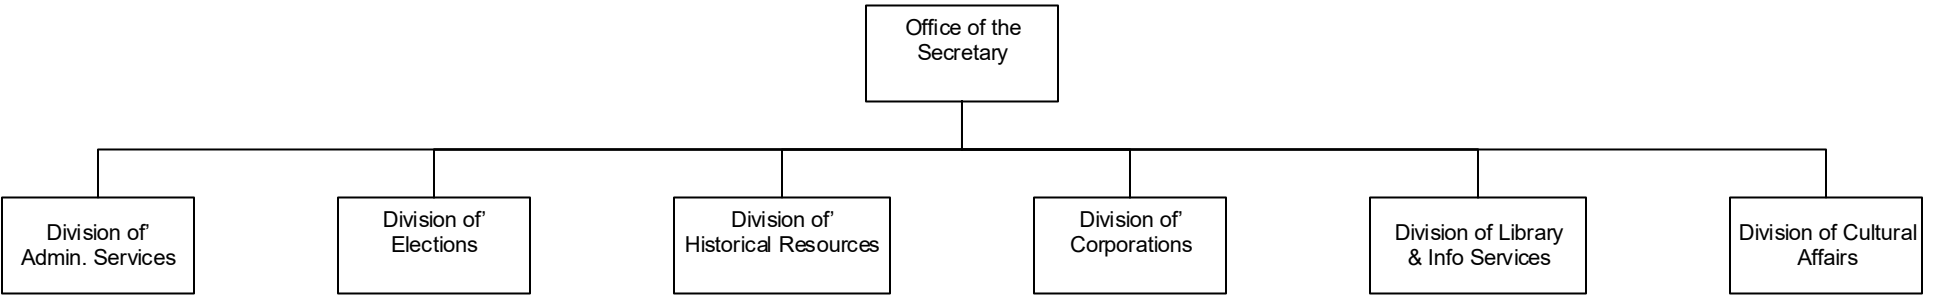 Office of the
Secretary
Division of’
Admin. Services
Division of’
Elections
Division of’
Historical Resources
Division of’
Corporations
Division of Library
& Info Services
Division of Cultural
Affairs